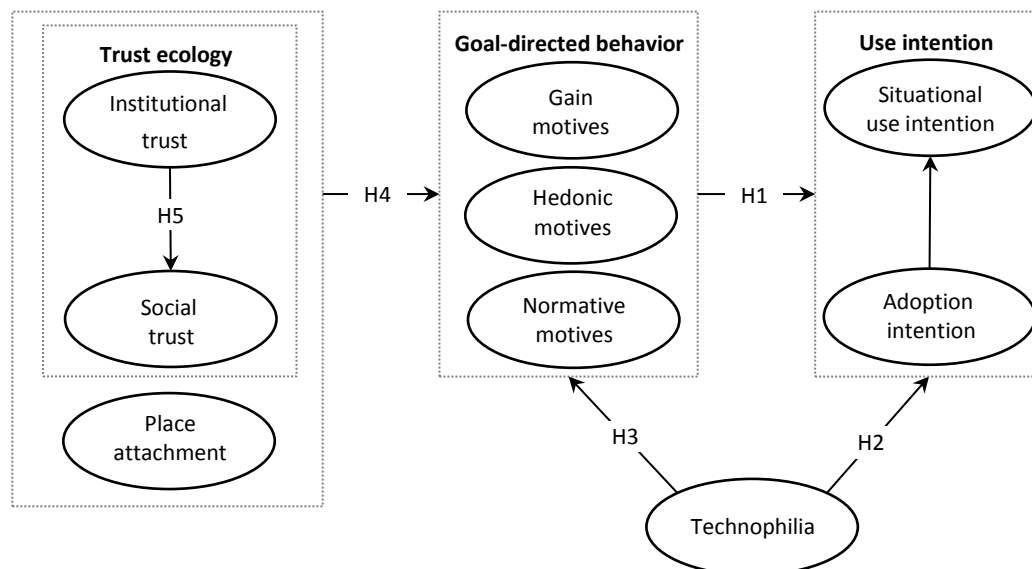 Trust ecology
Institutional
trust
H5
Social
trust
Place
attachment
H4
Goal-directed behavior
Gain
motives
Hedonic
motives
Normative
motives
H1
Use intention
Situational
use intention
Adoption
intention
H3
H2
Technophilia